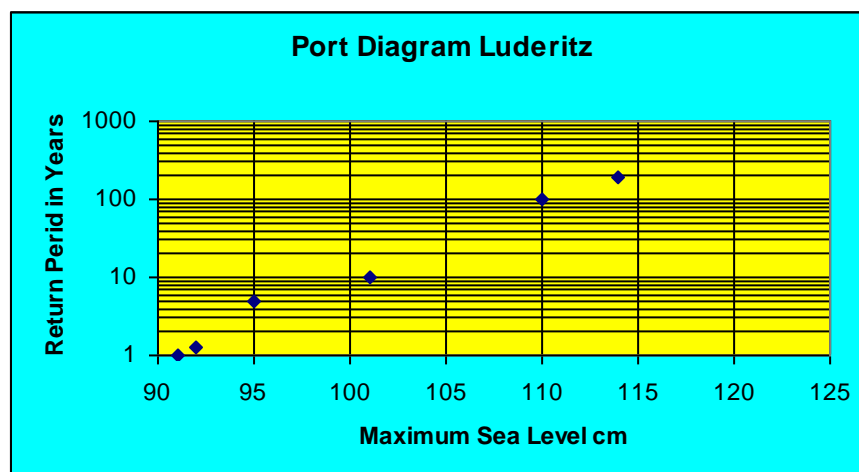 Port Diagram Luderitz
Return Perid in Years
1000
100
10
1
90 95 100 105 110 115 120 125
Maximum Sea Level cm